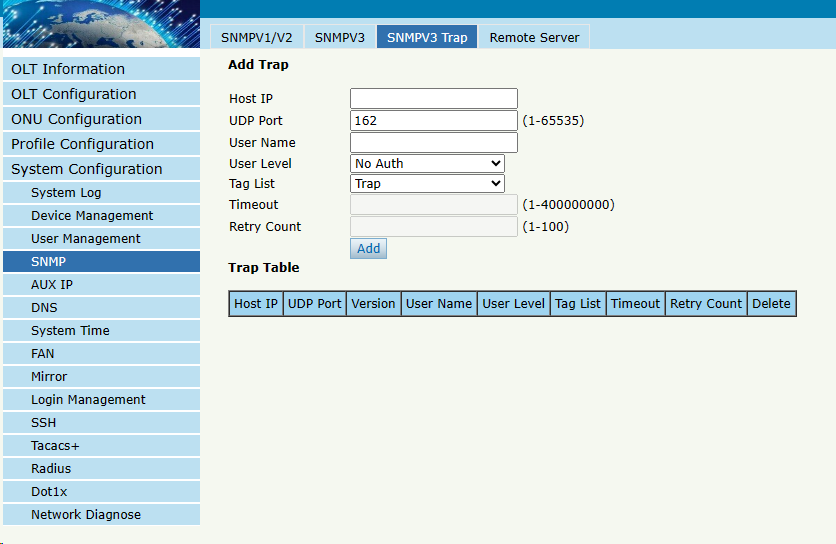 SNMPV1/V2 SNMPV3 SNMPV3 Trap Remote Server
OLT Information
OLT Configuration
ONU Configuration
Profile Configuration
System Configuration
System Log
Device Management
User Management
SNMP
AUX IP
DNS
System Time
FAN
Mirror
Login Management
SSH
Tacacs+
Radius
Dot1x
Network Diagnose
Add Trap
Host IP
UDP Port 162 (1-65535)
User Name
User Level No Auth
Tag List Trap
Timeout (1-400000000)
Retry Count (1-100)
Add
Trap Table
Host IP UDP Port Version User Name User Level Tag List Timeout Retry Count Delete